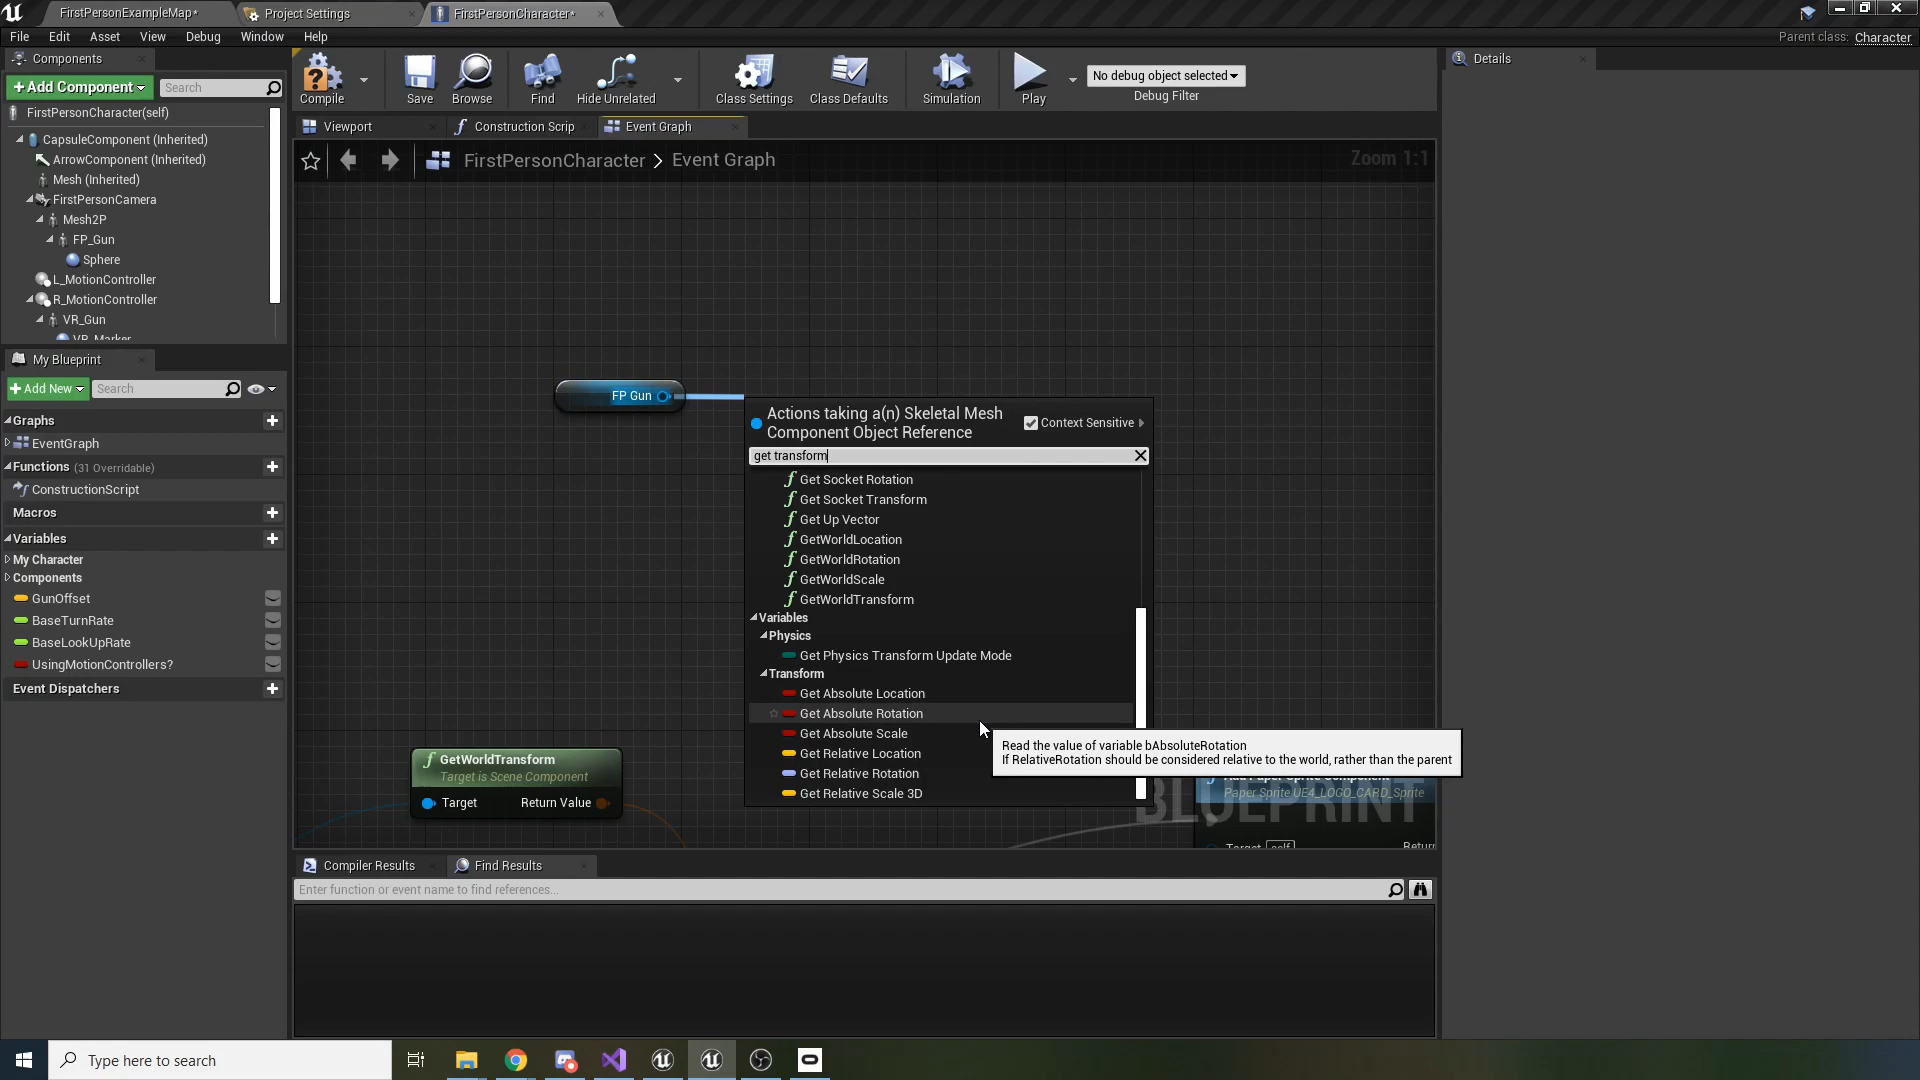 FirstPersonExampleMap*
Project Settings
FirstPersonCharacter*
File Edit Asset View Debug Window Help
Parent class: Character
Components
+Add Component
Search
FirstPersonCharacter(self)
CapsuleComponent (Inherited)
ArrowComponent (Inherited)
Mesh (Inherited)
FirstPersonCamera
Mesh2P
FP_Gun
Sphere
L_MotionController
R_MotionController
VR_Gun
VR_Marker
My Blueprint
+Add New
Search
Graphs
EventGraph
Functions (31 Overridable)
ConstructionScript
Macros
Variables
My Character
Components
GunOffset
BaseTurnRate
BaseLookUpRate
UsingMotionControllers?
Event Dispatchers
Compile
Save
Browse
Find
Hide Unrelated
Class Settings
Class Defaults
Simulation
Play
No debug object selected
Debug Filter
Viewport
Construction Scrip
Event Graph
FirstPersonCharacter > Event Graph
Zoom 1:1
FP Gun
Actions taking a(n) Skeletal Mesh
Component Object Reference
Context Sensitive
get transform
Get Socket Rotation
Get Socket Transform
Get Up Vector
GetWorldLocation
GetWorldRotation
GetWorldScale
GetWorldTransform
Variables
Physics
Get Physics Transform Update Mode
Transform
Get Absolute Location
Get Absolute Rotation
Get Absolute Scale
Get Relative Location
Get Relative Rotation
Get Relative Scale 3D
Read the value of variable bAbsoluteRotation
If RelativeRotation should be considered relative to the world, rather than the parent
GetWorldTransform
Target is Scene Component
Target
Return Value
Add Paper Sprite Component
Paper Sprite UE4_LOGO_CARD_Sprite
Target self
Return
BLUEPRINT
Compiler Results
Find Results
Enter function or event name to find references...
Details
Type here to search